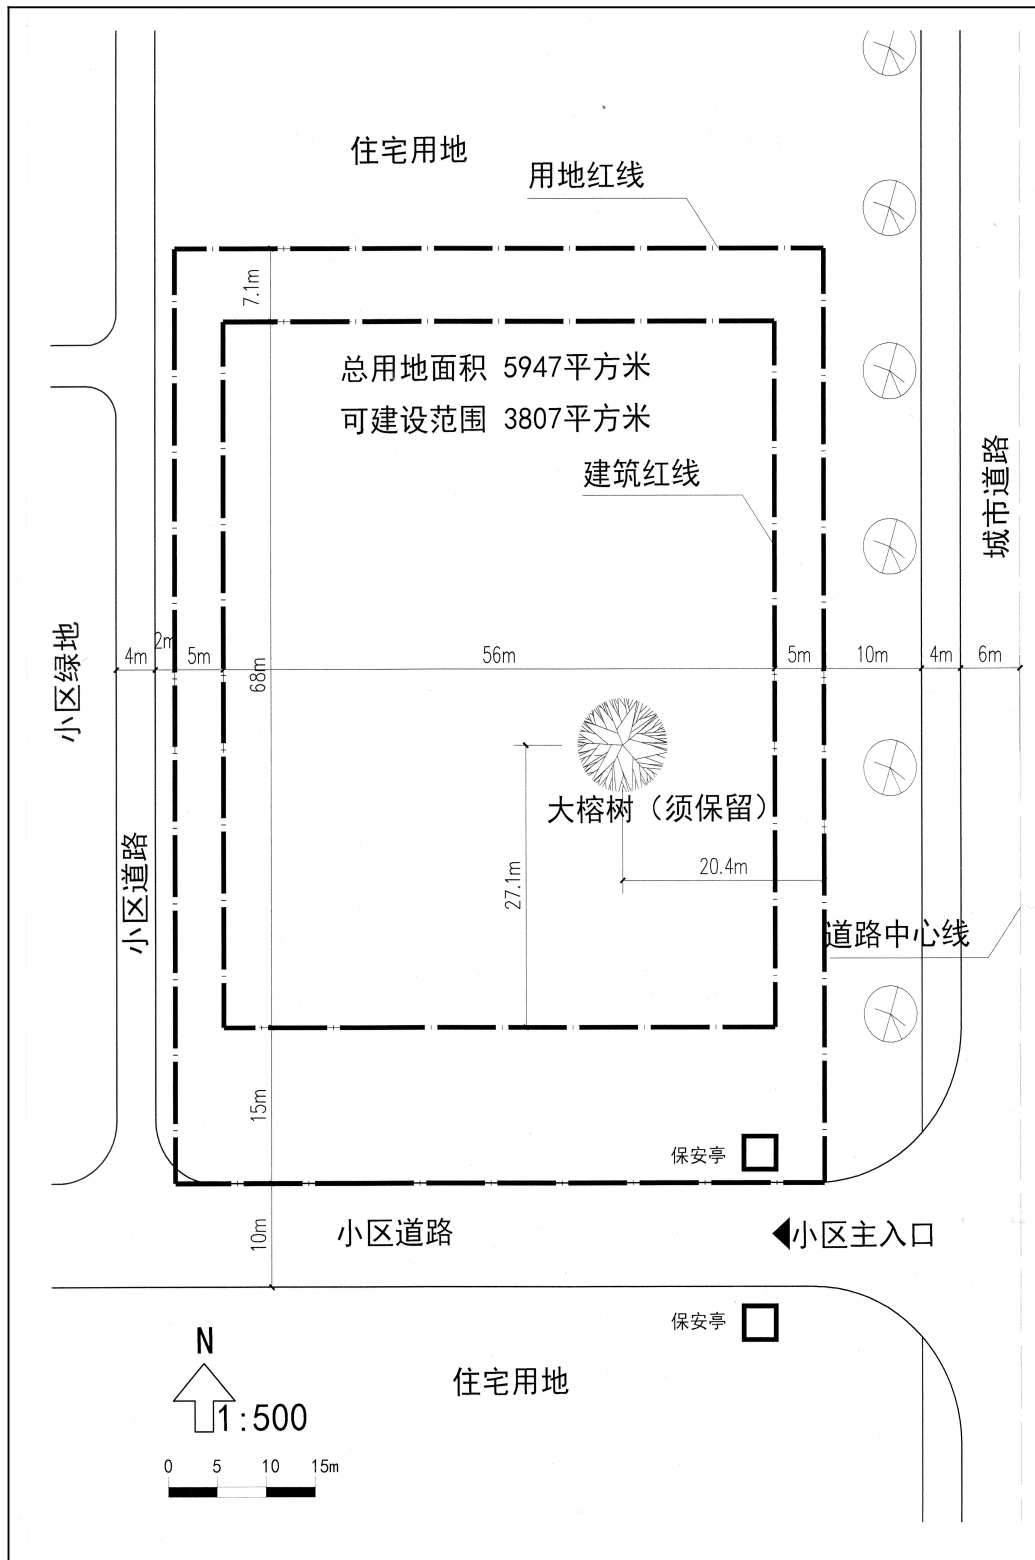 住宅用地
用地红线
7.1m
总用地面积 5947平方米
可建设范围 3807平方米
建筑红线
城市道路
小区绿地
4m
2m
5m
68m
56m
5m
10m
4m
6m
大榕树（须保留）
小区道路
27.1m
20.4m
道路中心线
15m
保安亭
10m
小区道路
小区主入口
保安亭
N
住宅用地
1:500
0 5 10 15m